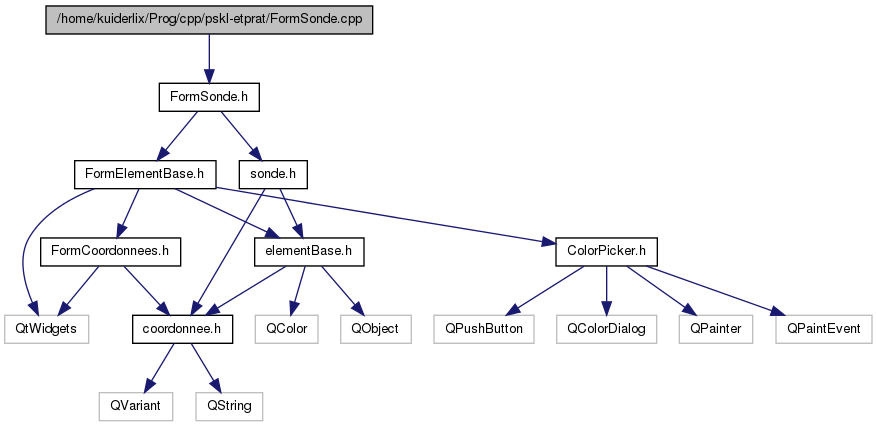 /home/kuiderlix/Prog/cpp/pskl-etprat/FormSonde.cpp
FormSonde.h
FormElementBase.h
sonde.h
FormCoordonnees.h
elementBase.h
ColorPicker.h
QtWidgets
coordonnee.h
QColor
QObject
QPushButton
QColorDialog
QPainter
QPaintEvent
QVariant
QString